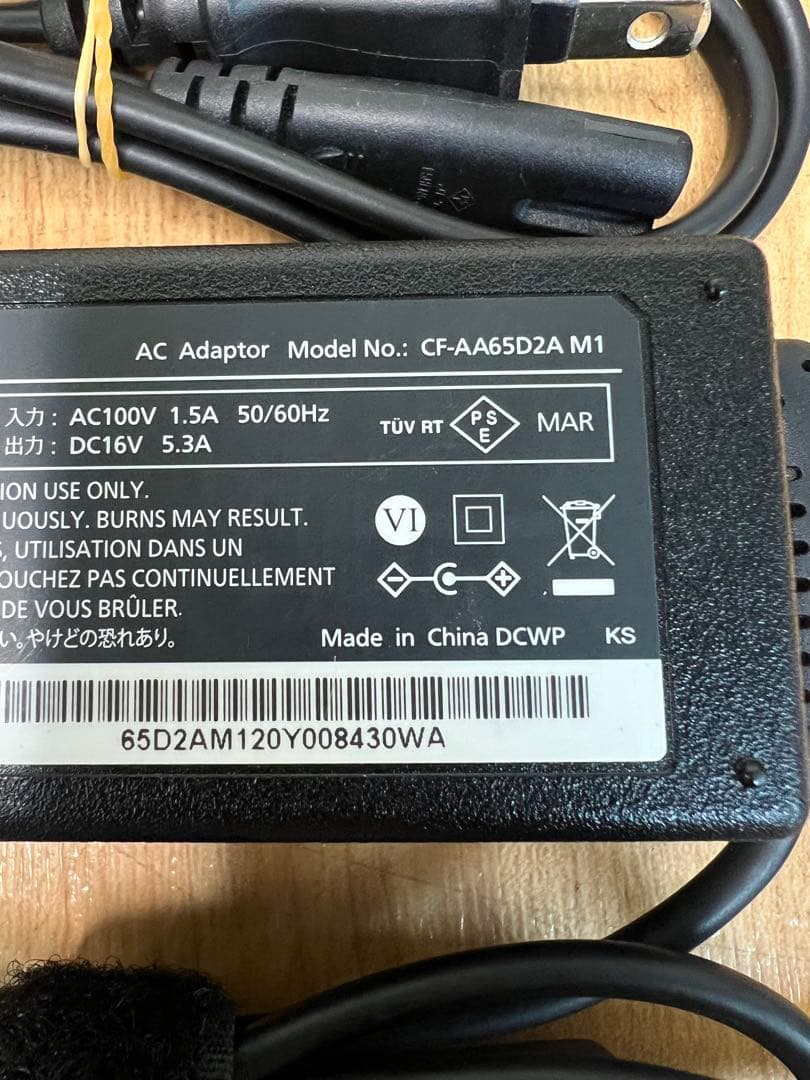 AC Adaptor Model No.: CF-AA65D2A M1
入力: AC100V 1.5A 50/60Hz
出力: DC16V 5.3A
TÜV RT
PSE
MAR
ION USE ONLY.
UOUSLY. BURNS MAY RESULT.
, UTILISATION DANS UN
OUCHEZ PAS CONTINUELLEMENT
DE VOUS BRÛLER.
い。やけどの恐れあり。
VI
Made in China DCWP KS
65D2AM120Y008430WA